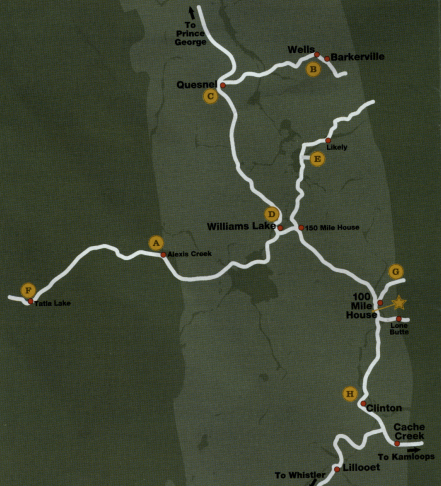 To
Prince
George
Wells
Barkerville
B
Quesnel
C
Likely
E
D
Williams Lake
150 Mile House
A
Alexis Creek
F
Tatla Lake
G
100
Mile
House
Lone
Butte
H
Clinton
Cache
Creek
To Kamloops
Lillooet
To Whistler